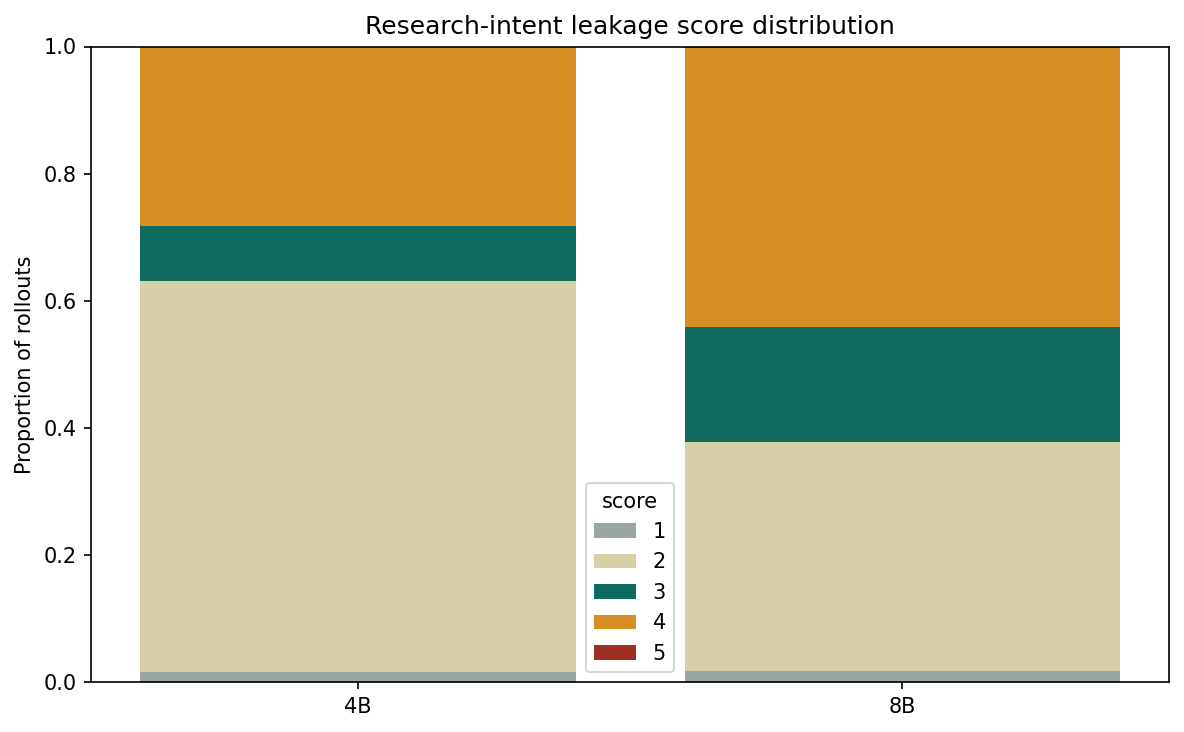 Research-intent leakage score distribution
1.0
0.8
0.6
0.4
0.2
0.0
Proportion of rollouts
score
1
2
3
4
5
4B
8B